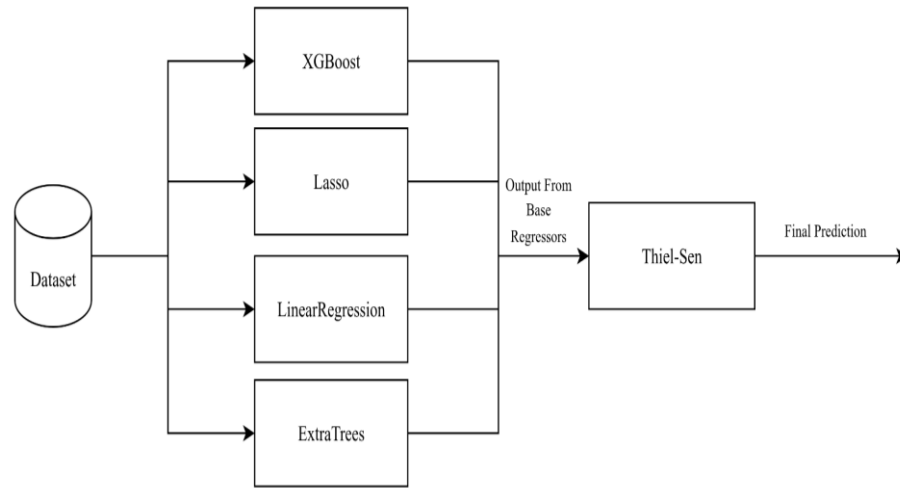 XGBoost
Lasso
Output From
Base
Regressors
Final Prediction
Thiel-Sen
Dataset
LinearRegression
ExtraTrees